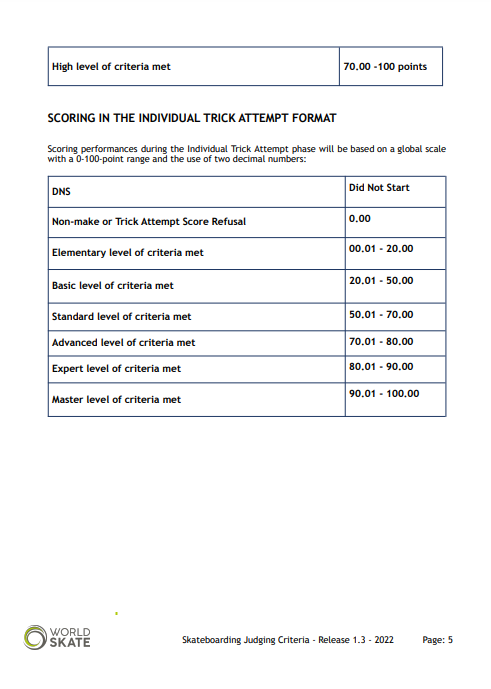 High level of criteria met 70.00 -100 points
SCORING IN THE INDIVIDUAL TRICK ATTEMPT FORMAT
Scoring performances during the Individual Trick Attempt phase will be based on a global scale
with a 0-100-point range and the use of two decimal numbers:
DNS Did Not Start
Non-make or Trick Attempt Score Refusal 0.00
Elementary level of criteria met 00.01 - 20.00
Basic level of criteria met 20.01 - 50.00
Standard level of criteria met 50.01 - 70.00
Advanced level of criteria met 70.01 - 80.00
Expert level of criteria met 80.01 - 90.00
Master level of criteria met 90.01 - 100.00
WORLD
SKATE
Skateboarding Judging Criteria - Release 1.3 - 2022 Page: 5